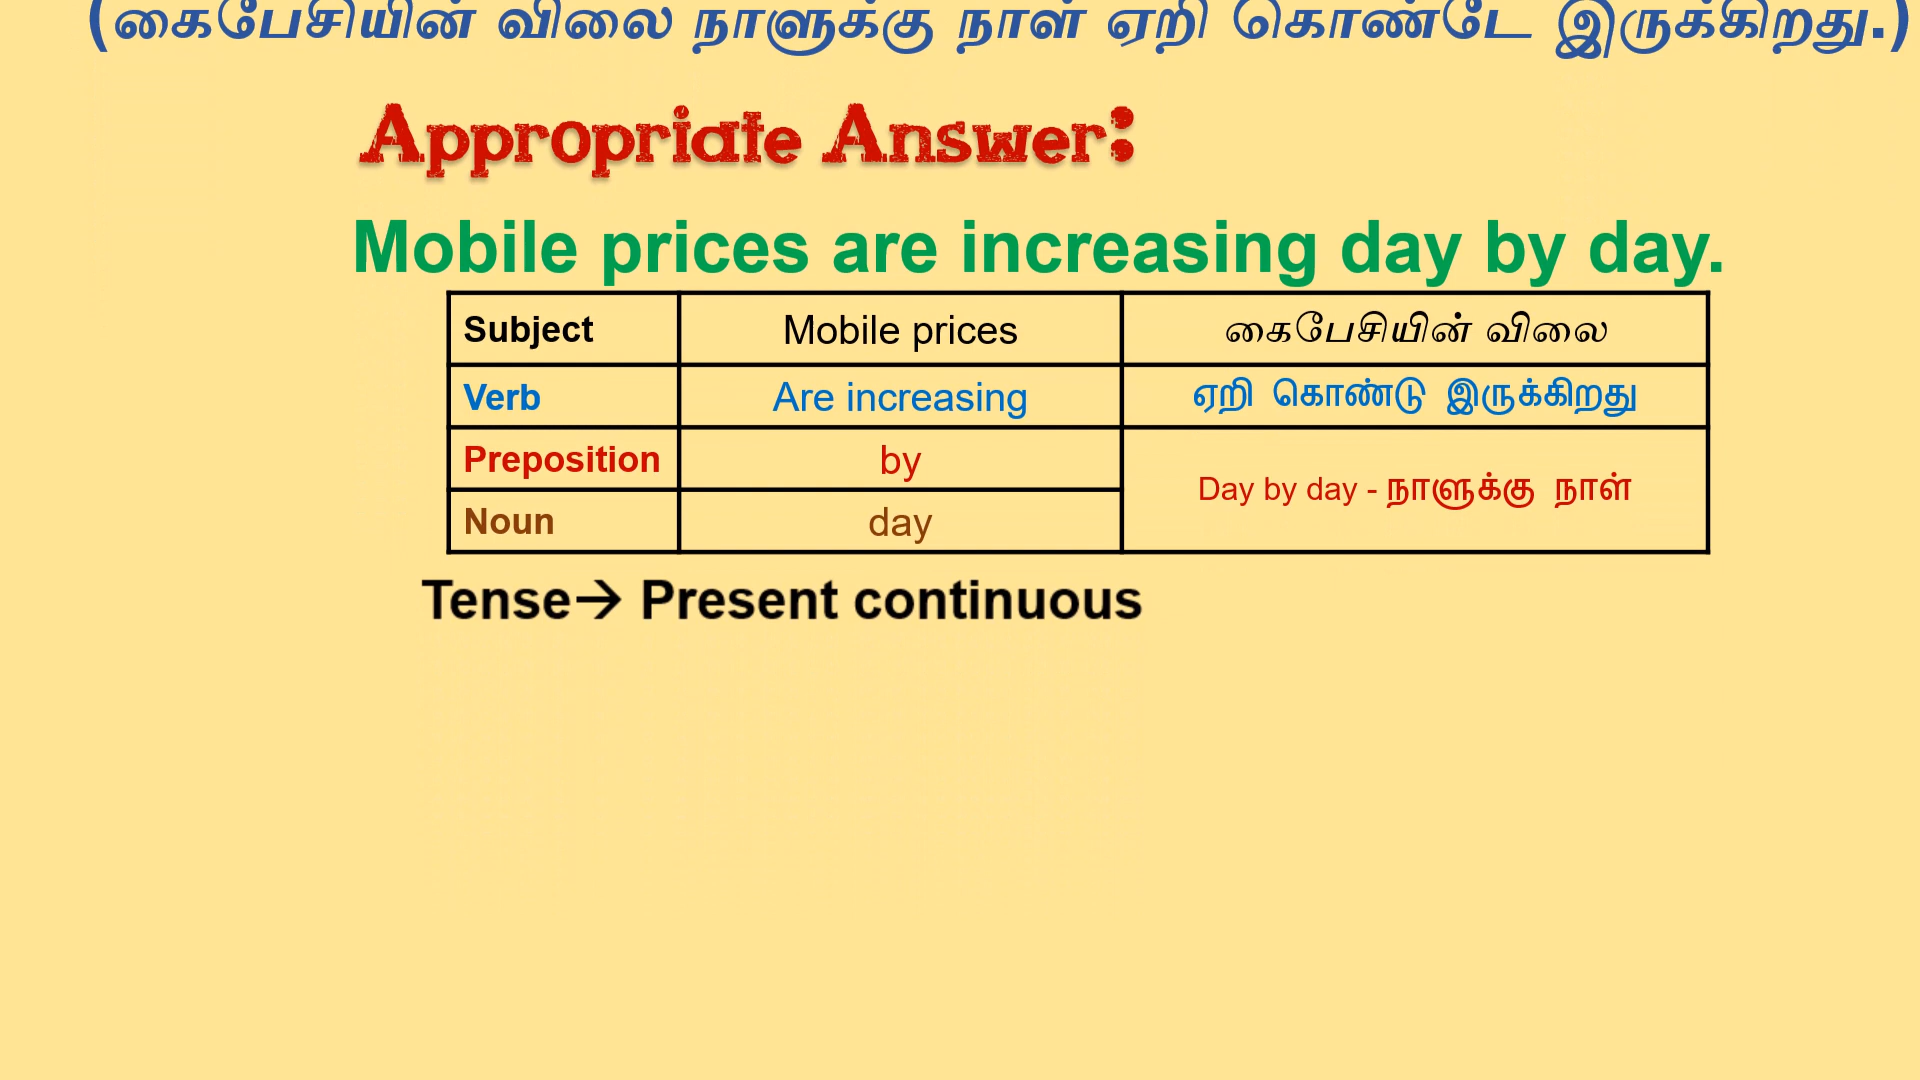 (கைபேசியின் விலை நாளுக்கு நாள் ஏறி கொண்டே இருக்கிறது.)
Appropriate Answer:
Mobile prices are increasing day by day.
Subject Mobile prices கைபேசியின் விலை
Verb Are increasing ஏறி கொண்டு இருக்கிறது
Preposition by
Day by day - நாளுக்கு நாள்
Noun day
Tense→ Present continuous